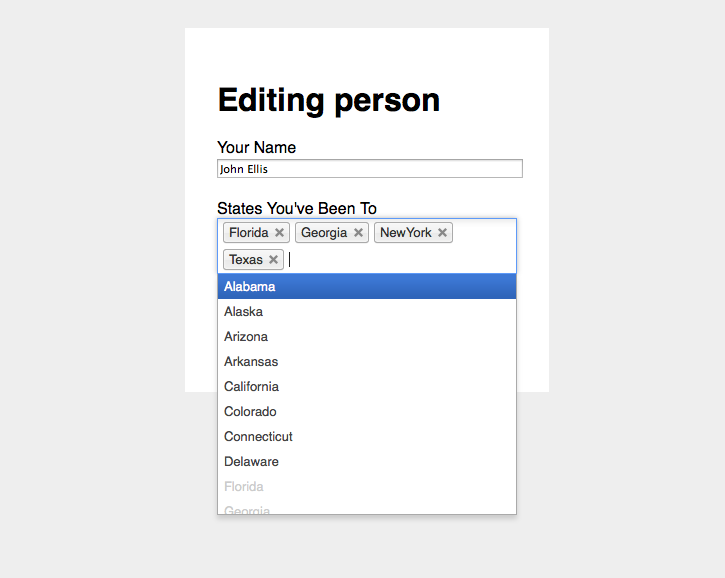 Editing person
Your Name
John Ellis
States You've Been To
Florida Georgia NewYork
Texas
Alabama
Alaska
Arizona
Arkansas
California
Colorado
Connecticut
Delaware
Florida
Georgia